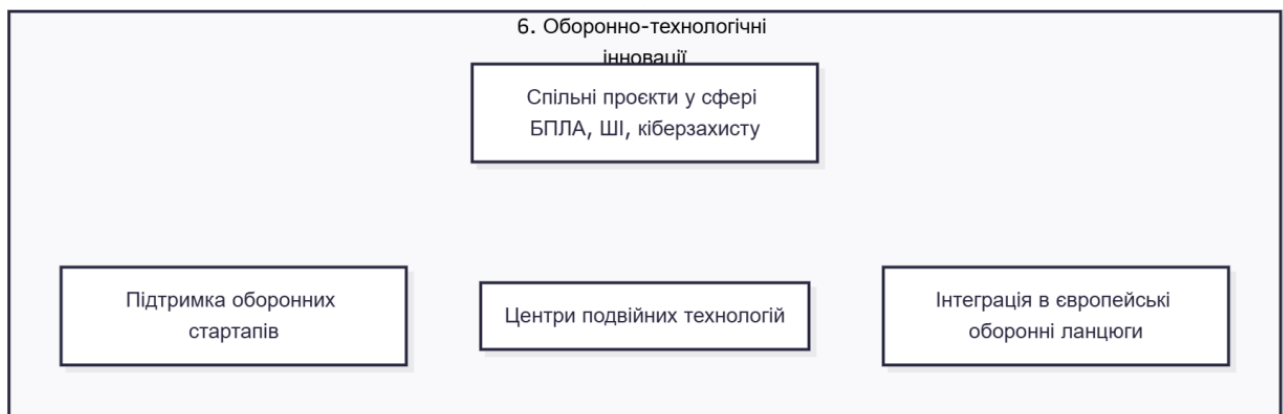 6. Оборонно-технологічні
інновації
Спільні проєкти у сфері
БПЛА, ШІ, кіберзахисту
Підтримка оборонних
стартапів
Центри подвійних технологій
Інтеграція в європейські
оборонні ланцюги